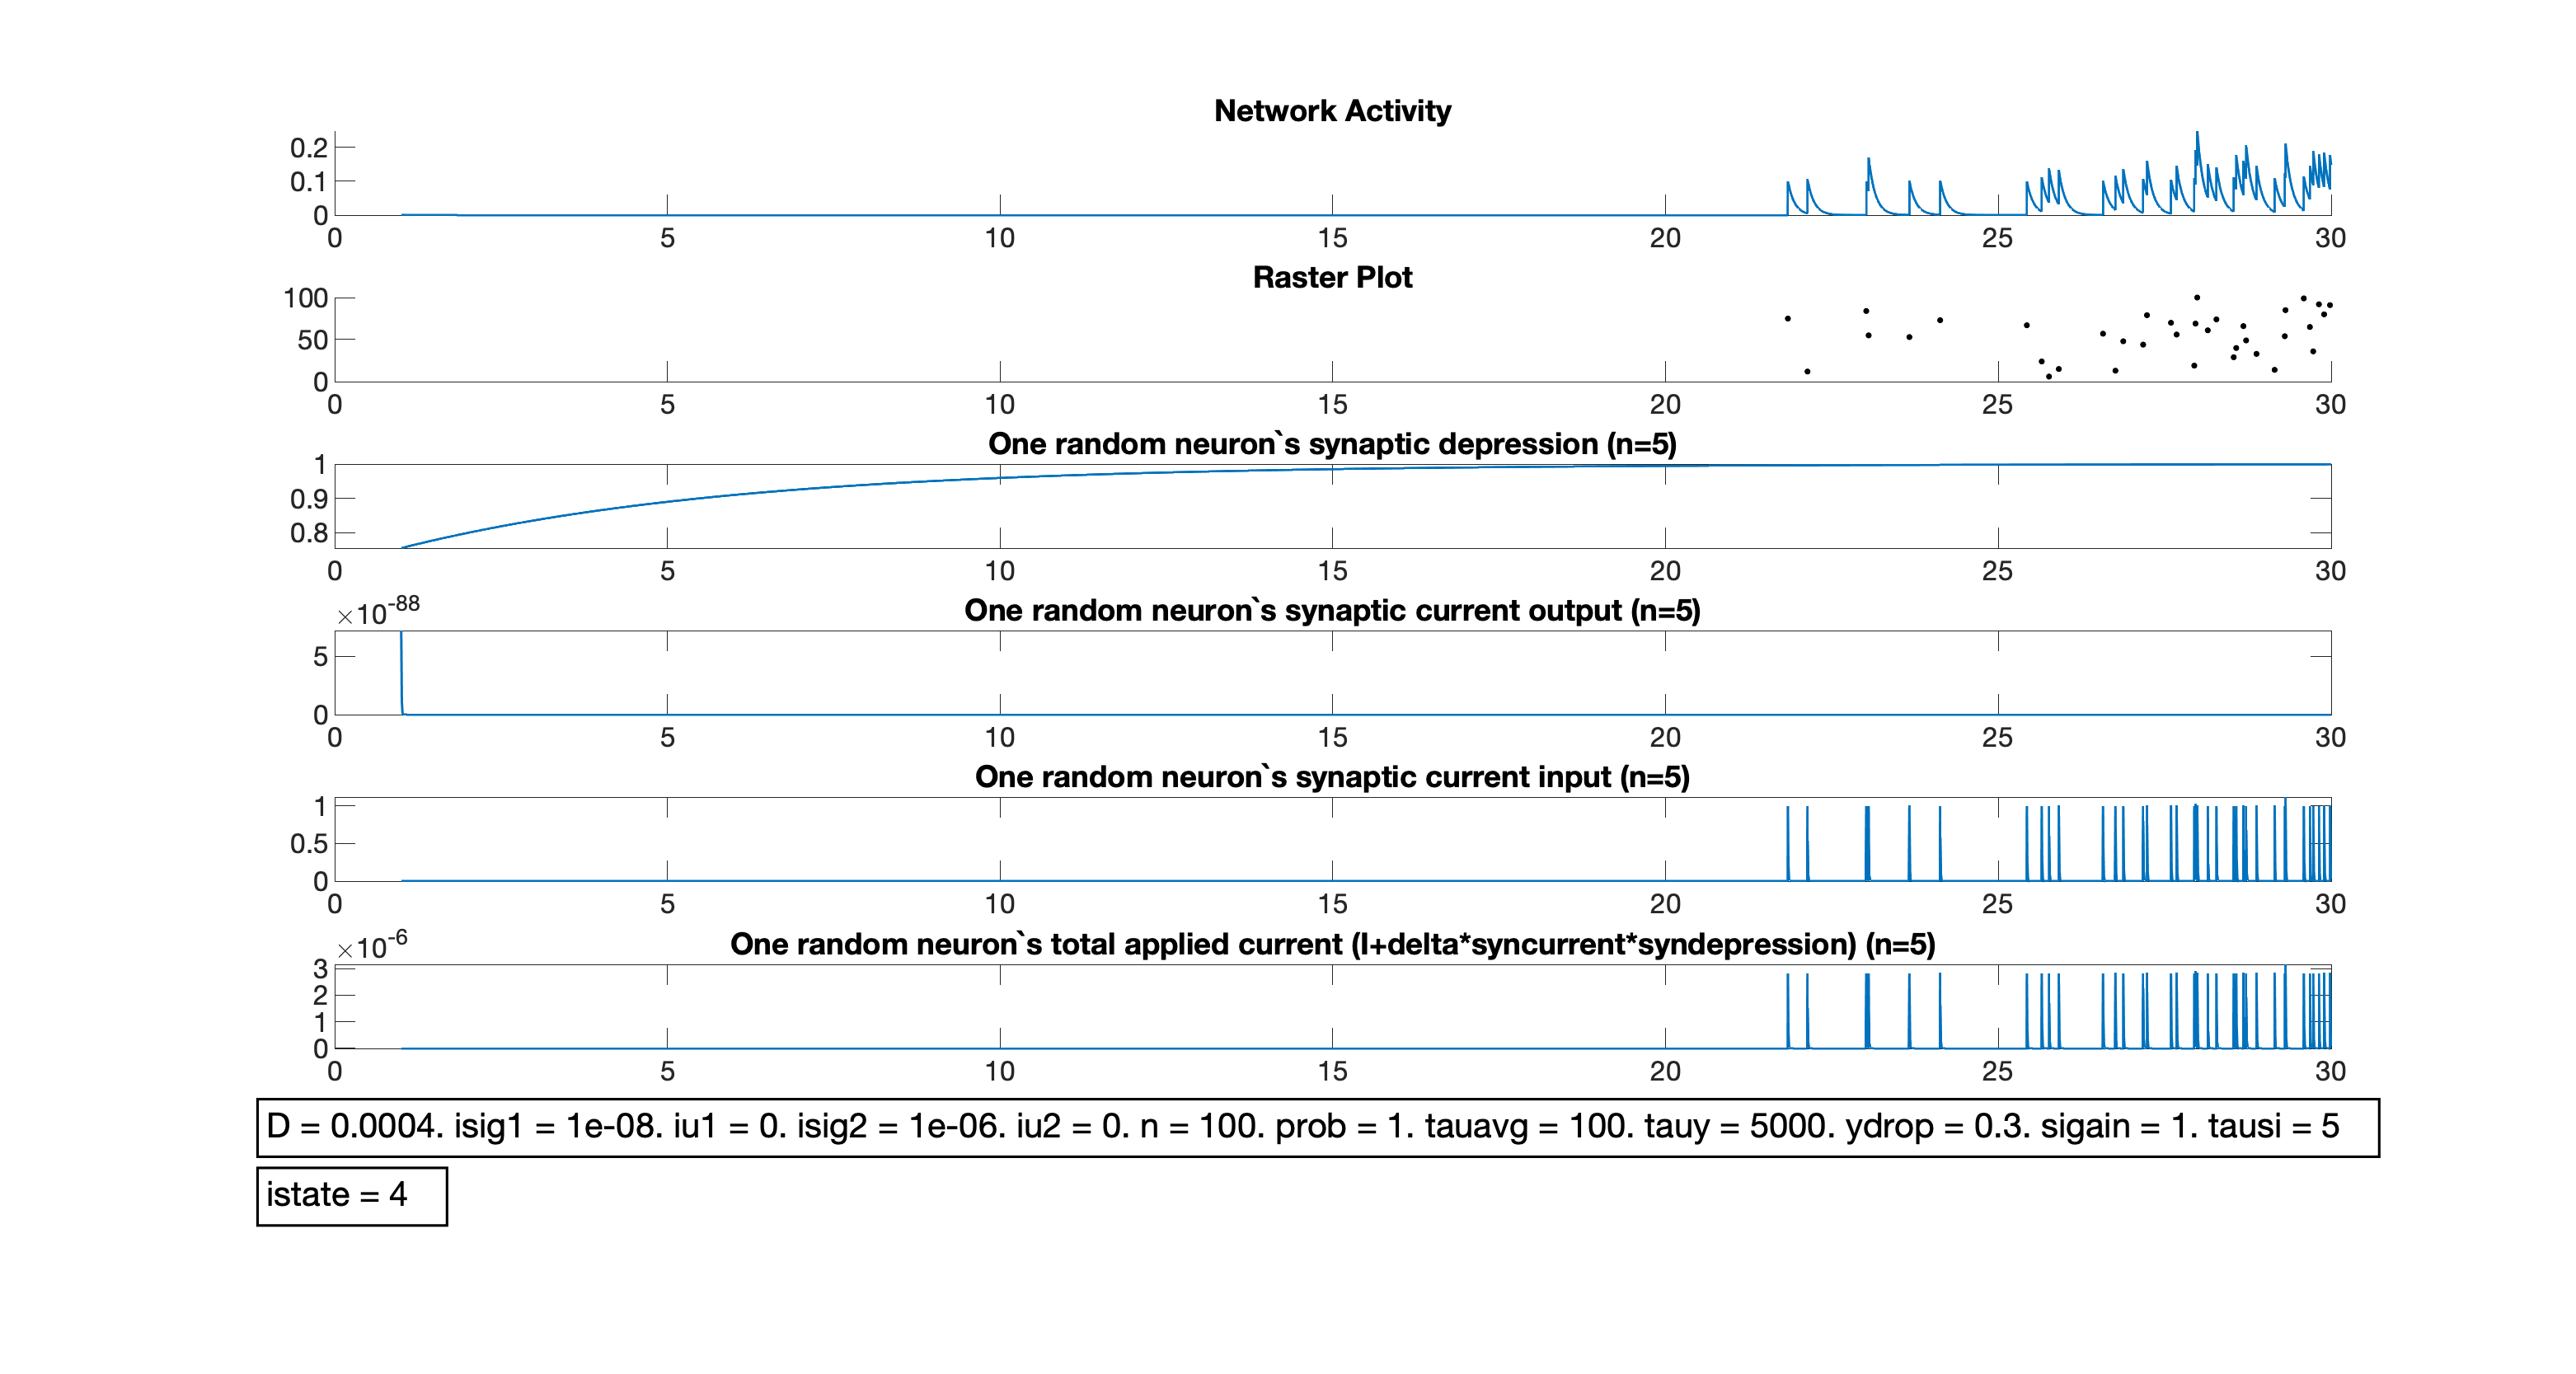 Network Activity
0.2
0.1
0
0 5 10 15 20 25 30
Raster Plot
100
50
0
0 5 10 15 20 25 30
One random neuron`s synaptic depression (n=5)
1
0.9
0.8
0 5 10 15 20 25 30
×10-88
One random neuron`s synaptic current output (n=5)
5
0
0 5 10 15 20 25 30
One random neuron`s synaptic current input (n=5)
1
0.5
0
0 5 10 15 20 25 30
×10-6
One random neuron`s total applied current (I+delta*syncurrent*syndepression) (n=5)
3
2
1
0
0 5 10 15 20 25 30
D = 0.0004. isig1 = 1e-08. iu1 = 0. isig2 = 1e-06. iu2 = 0. n = 100. prob = 1. tauavg = 100. tauy = 5000. ydrop = 0.3. sigain = 1. tausi = 5
istate = 4